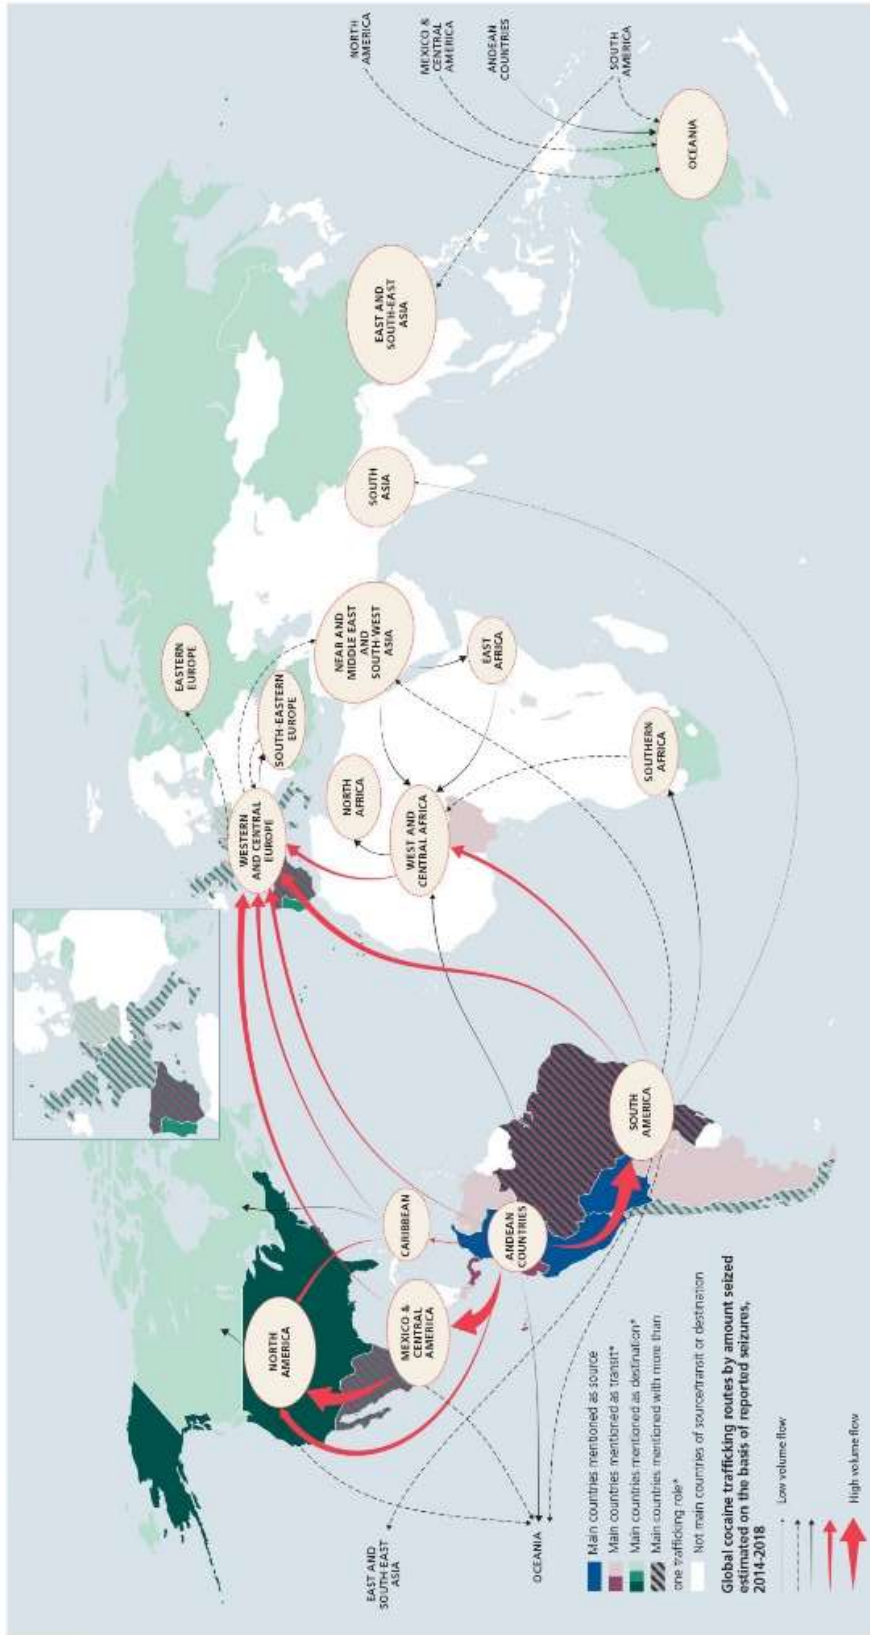 NORTH
AMERICA
MEXICO &
CENTRAL
AMERICA
ANDEAN
COUNTRIES
SOUTH
AMERICA
OCEANIA
EAST AND
SOUTH-EAST
ASIA
SOUTH
ASIA
NEAR AND
MIDDLE EAST
AND
SOUTH-WEST
ASIA
EAST
AFRICA
EASTERN
EUROPE
SOUTH-EASTERN
EUROPE
WESTERN
AND CENTRAL
EUROPE
NORTH
AFRICA
WEST AND
CENTRAL AFRICA
SOUTHERN
AFRICA
SOUTH
AMERICA
CARIBBEAN
ANDEAN
COUNTRIES
NORTH
AMERICA
MEXICO &
CENTRAL
AMERICA
EAST AND
SOUTH EAST
ASIA
OCEANIA
Main countries mentioned as source
Main countries mentioned as transit*
Main countries mentioned as destination*
Main countries mentioned with more than
one trafficking role*
Not main countries of source/transit or destination
Global cocaine trafficking routes by amount seized
estimated on the basis of reported seizures,
2014-2018
Low volume flow
High volume flow